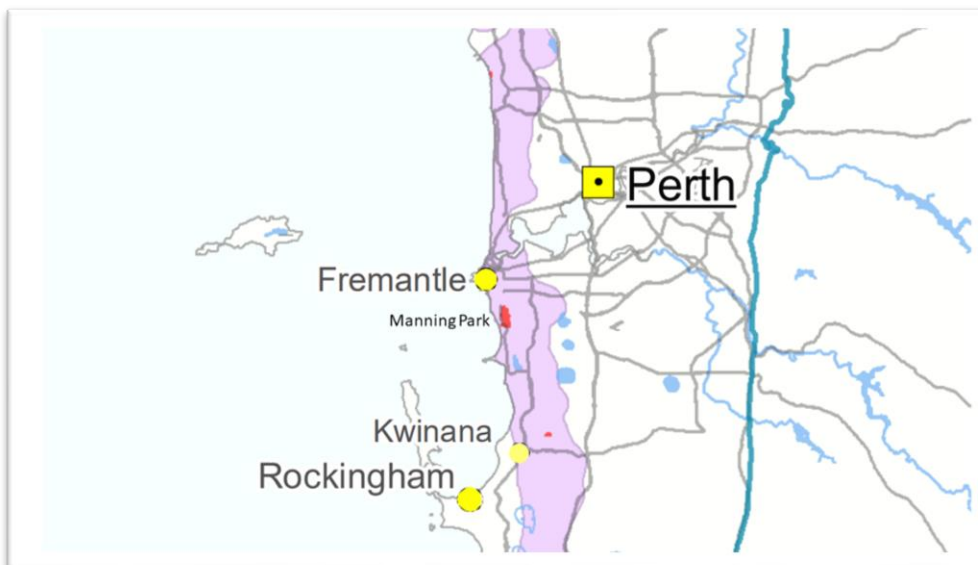 Perth
Fremantle
Manning Park
Kwinana
Rockingham